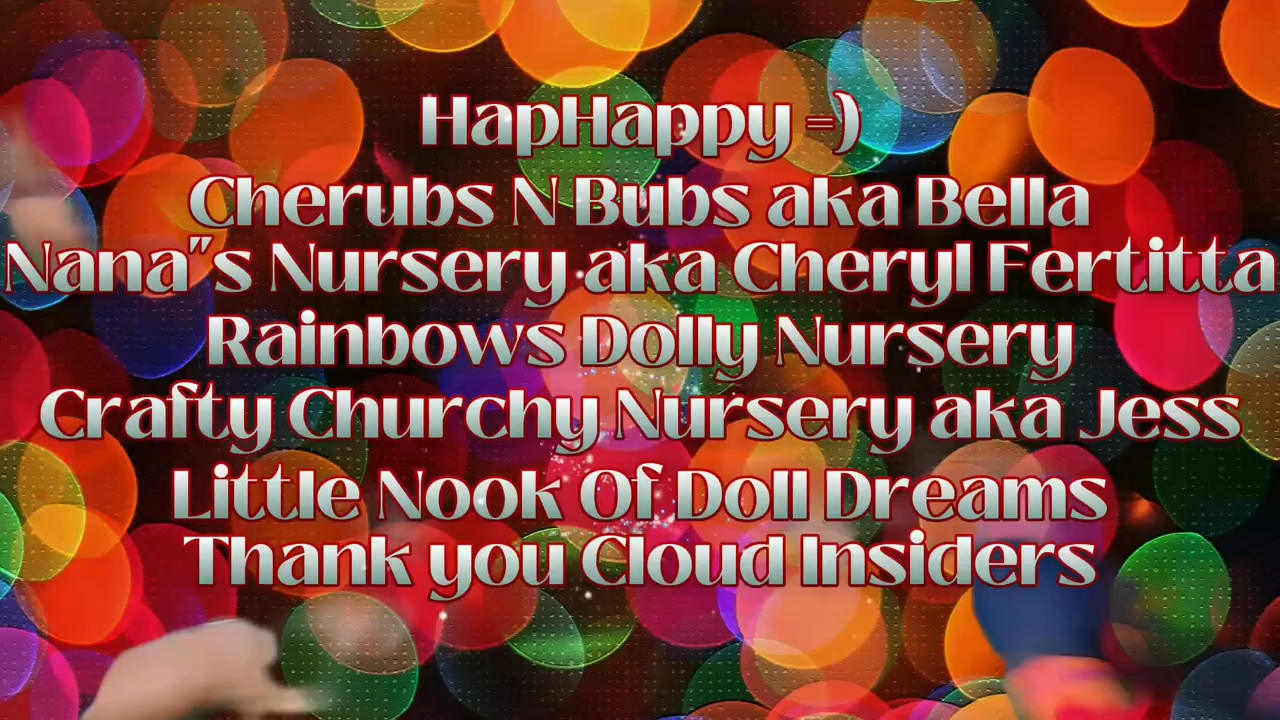 HapHappy =)
Cherubs N Bubs aka Bella
Nana"s Nursery aka Cheryl Fertitta
Rainbows Dolly Nursery
Crafty Churchy Nursery aka Jess
Little Nook Of Doll Dreams
Thank you Cloud Insiders